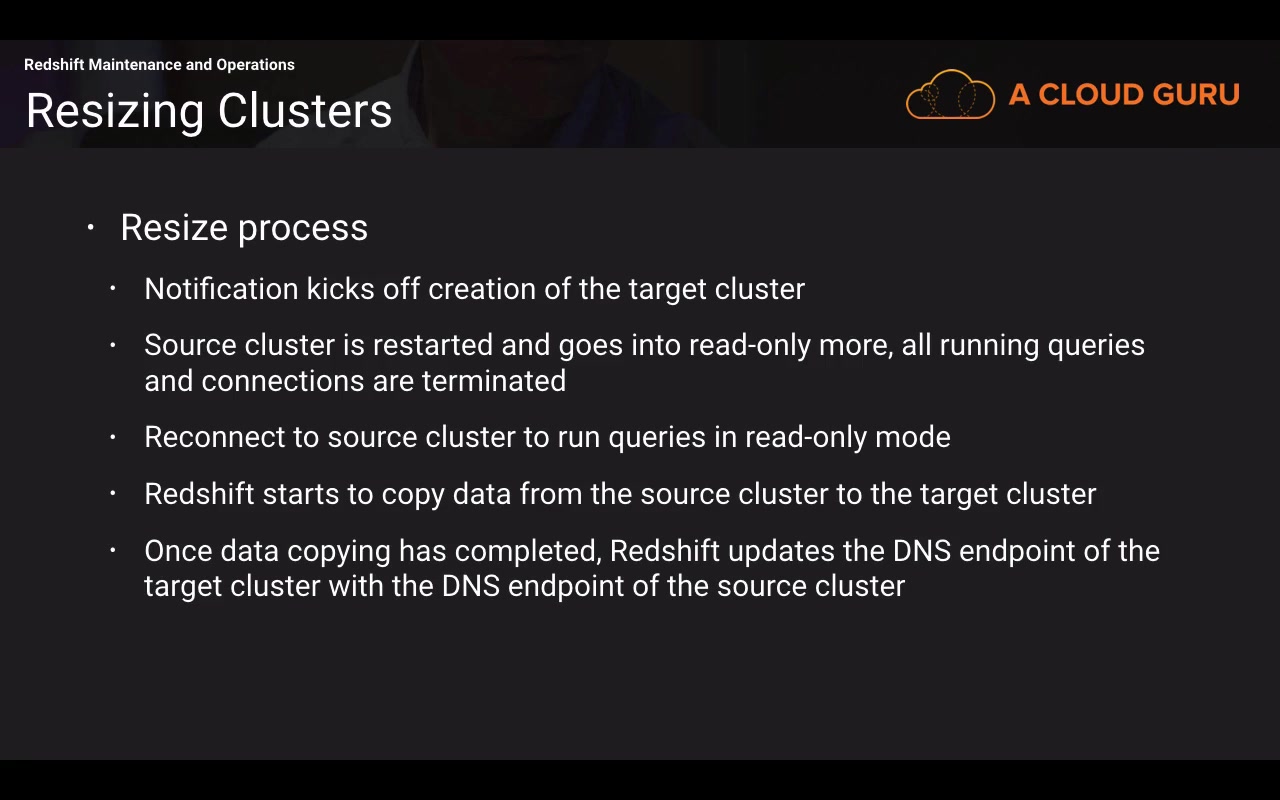 Redshift Maintenance and Operations
Resizing Clusters
A CLOUD GURU
• Resize process
• Notification kicks off creation of the target cluster
• Source cluster is restarted and goes into read-only more, all running queries
and connections are terminated
• Reconnect to source cluster to run queries in read-only mode
• Redshift starts to copy data from the source cluster to the target cluster
• Once data copying has completed, Redshift updates the DNS endpoint of the
target cluster with the DNS endpoint of the source cluster